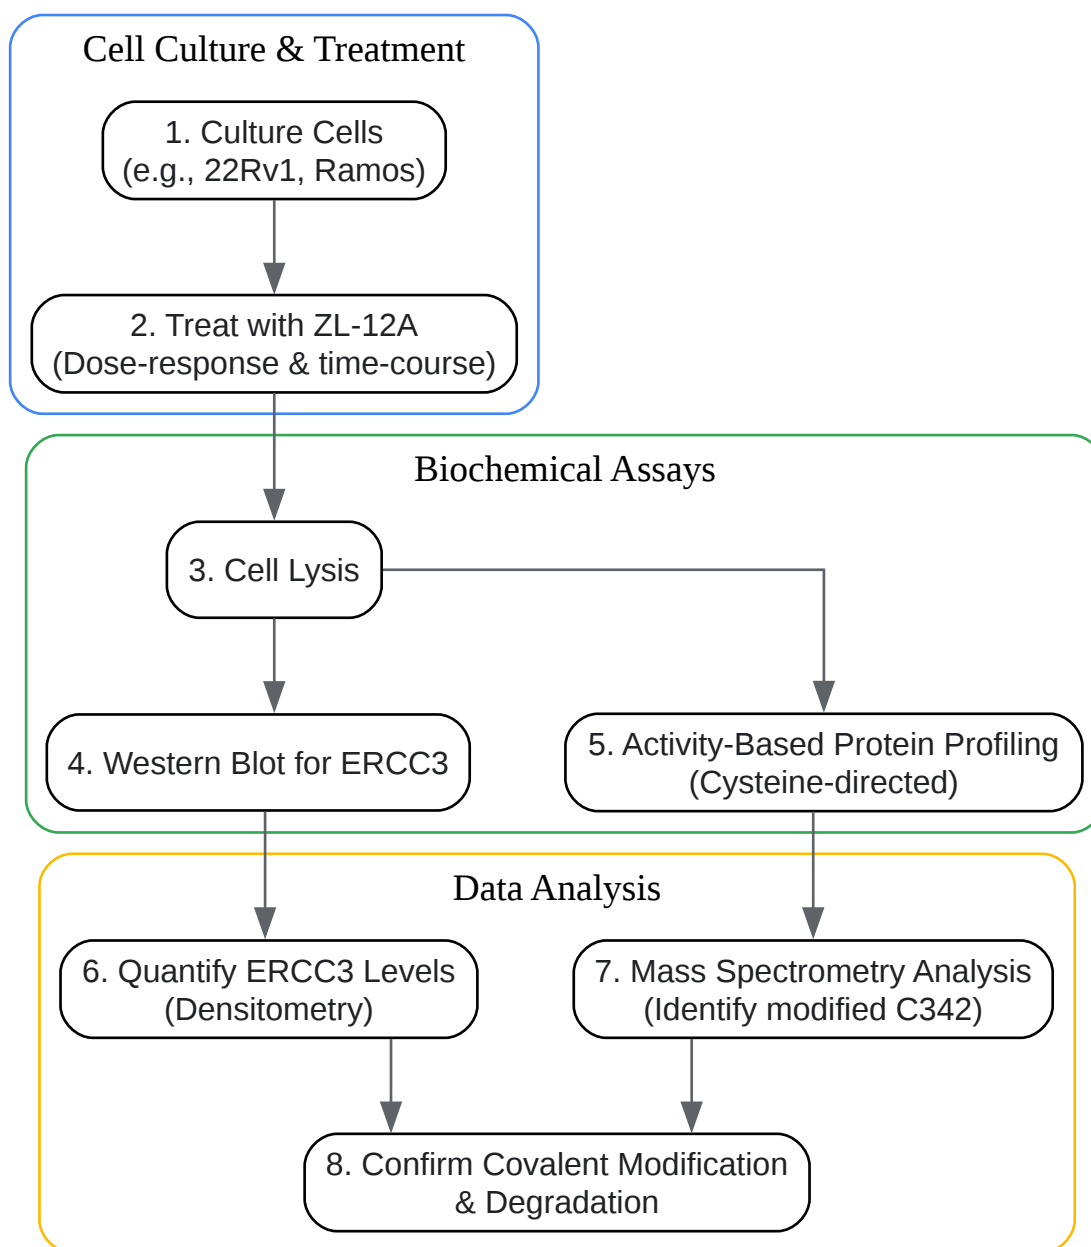 Cell Culture & Treatment
1. Culture Cells
(e.g., 22Rv1, Ramos)
2. Treat with ZL-12A
(Dose-response & time-course)
Biochemical Assays
3. Cell Lysis
4. Western Blot for ERCC3
5. Activity-Based Protein Profiling
(Cysteine-directed)
Data Analysis
6. Quantify ERCC3 Levels
(Densitometry)
7. Mass Spectrometry Analysis
(Identify modified C342)
8. Confirm Covalent Modification
& Degradation